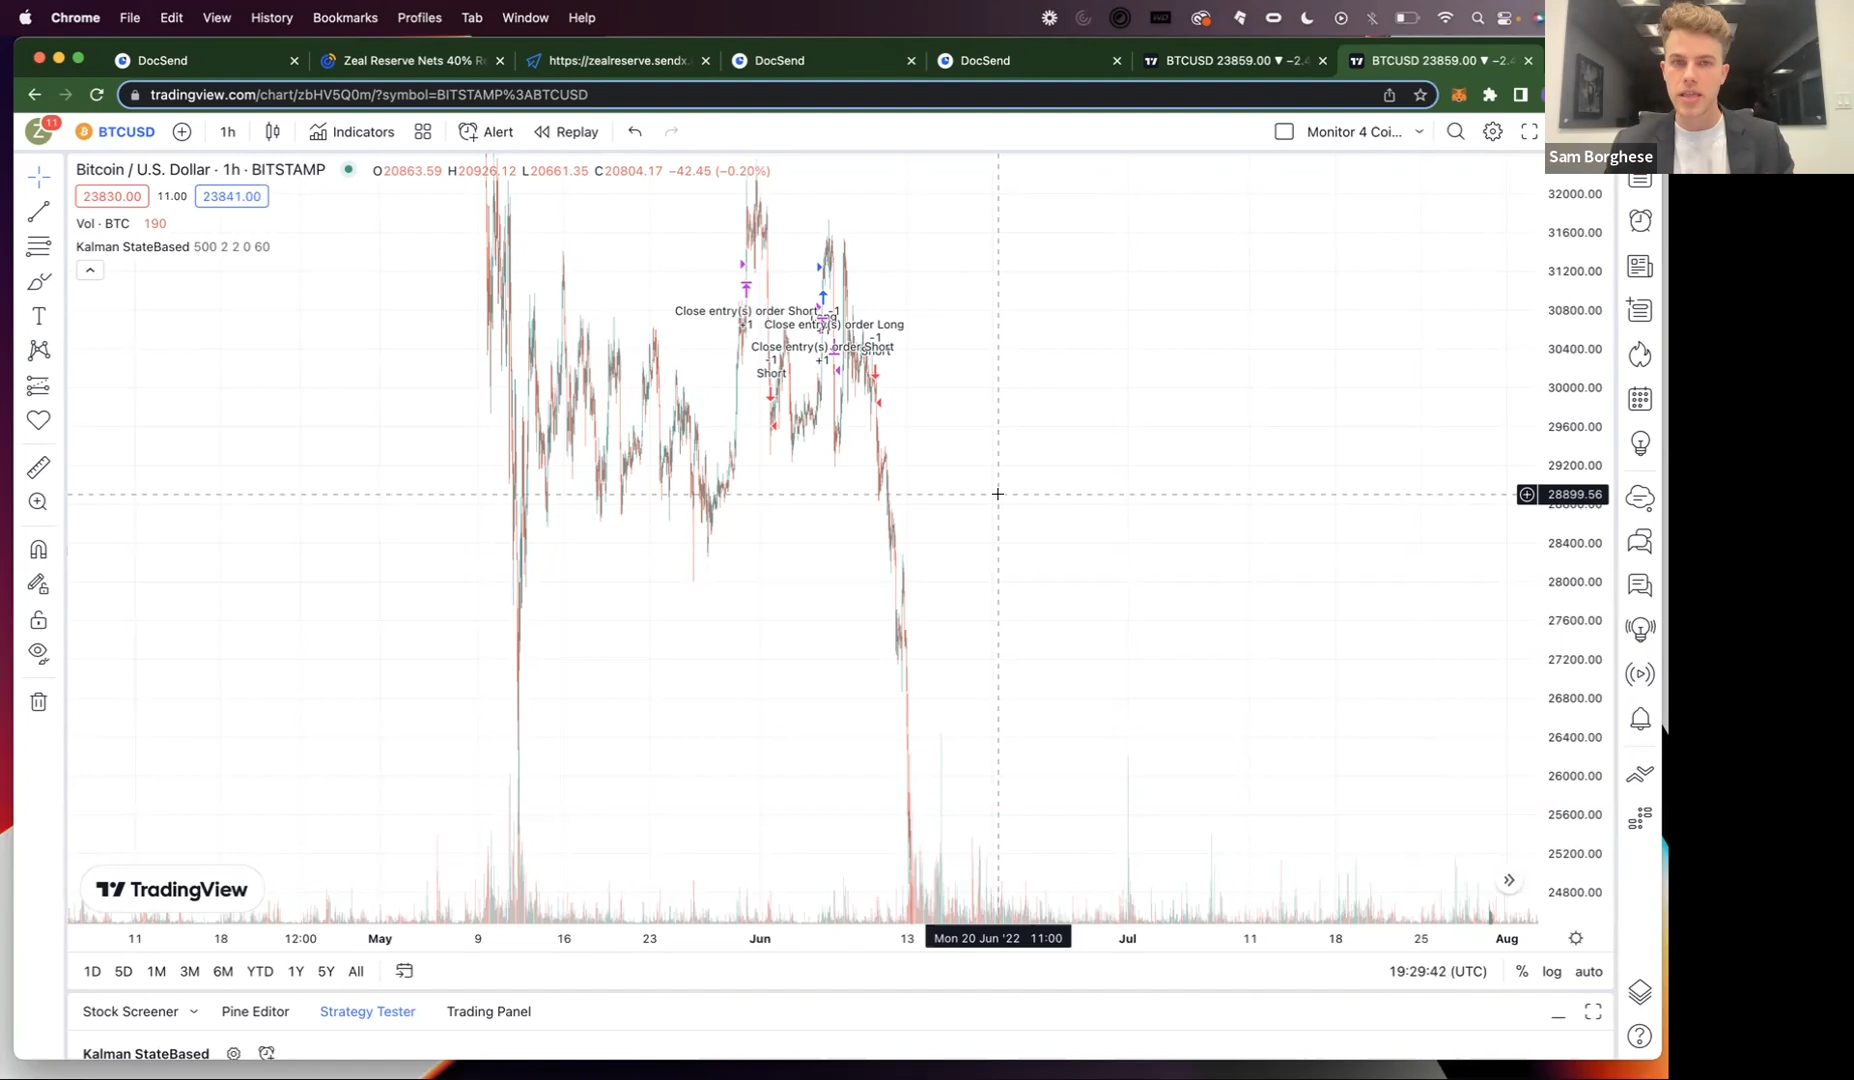 Chrome File Edit View History Bookmarks Profiles Tab Window Help
DocSend
Zeal Reserve Nets 40% Re
https://zealreserve.sendx.
DocSend
DocSend
BTCUSD 23859.00 ▼ −2.4
BTCUSD 23859.00 ▼ −2.4
tradingview.com/chart/zbHV5Q0m/?symbol=BITSTAMP%3ABTCUSD
Z 11 BTCUSD 1h Indicators Alert Replay Monitor 4 Coi...
Sam Borghese
Bitcoin / U.S. Dollar · 1h · BITSTAMP O20863.59 H20926.12 L20661.35 C20804.17 −42.45 (−0.20%)
23830.00 11.00 23841.00
Vol · BTC 190
Kalman StateBased 500 2 2 0 60
Close entry(s) order Short
-1
+1
Close entry(s) order Long
-1
Close entry(s) order Short
-1
+1
Short
32000.00
31600.00
31200.00
30800.00
30400.00
30000.00
29600.00
29200.00
28899.56
28400.00
28000.00
27600.00
27200.00
26800.00
26400.00
26000.00
25600.00
25200.00
24800.00
TradingView
11 18 12:00 May 9 16 23 Jun 13 Mon 20 Jun '22 11:00 Jul 11 18 25 Aug
1D 5D 1M 3M 6M YTD 1Y 5Y All 19:29:42 (UTC) % log auto
Stock Screener Pine Editor Strategy Tester Trading Panel
Kalman StateBased